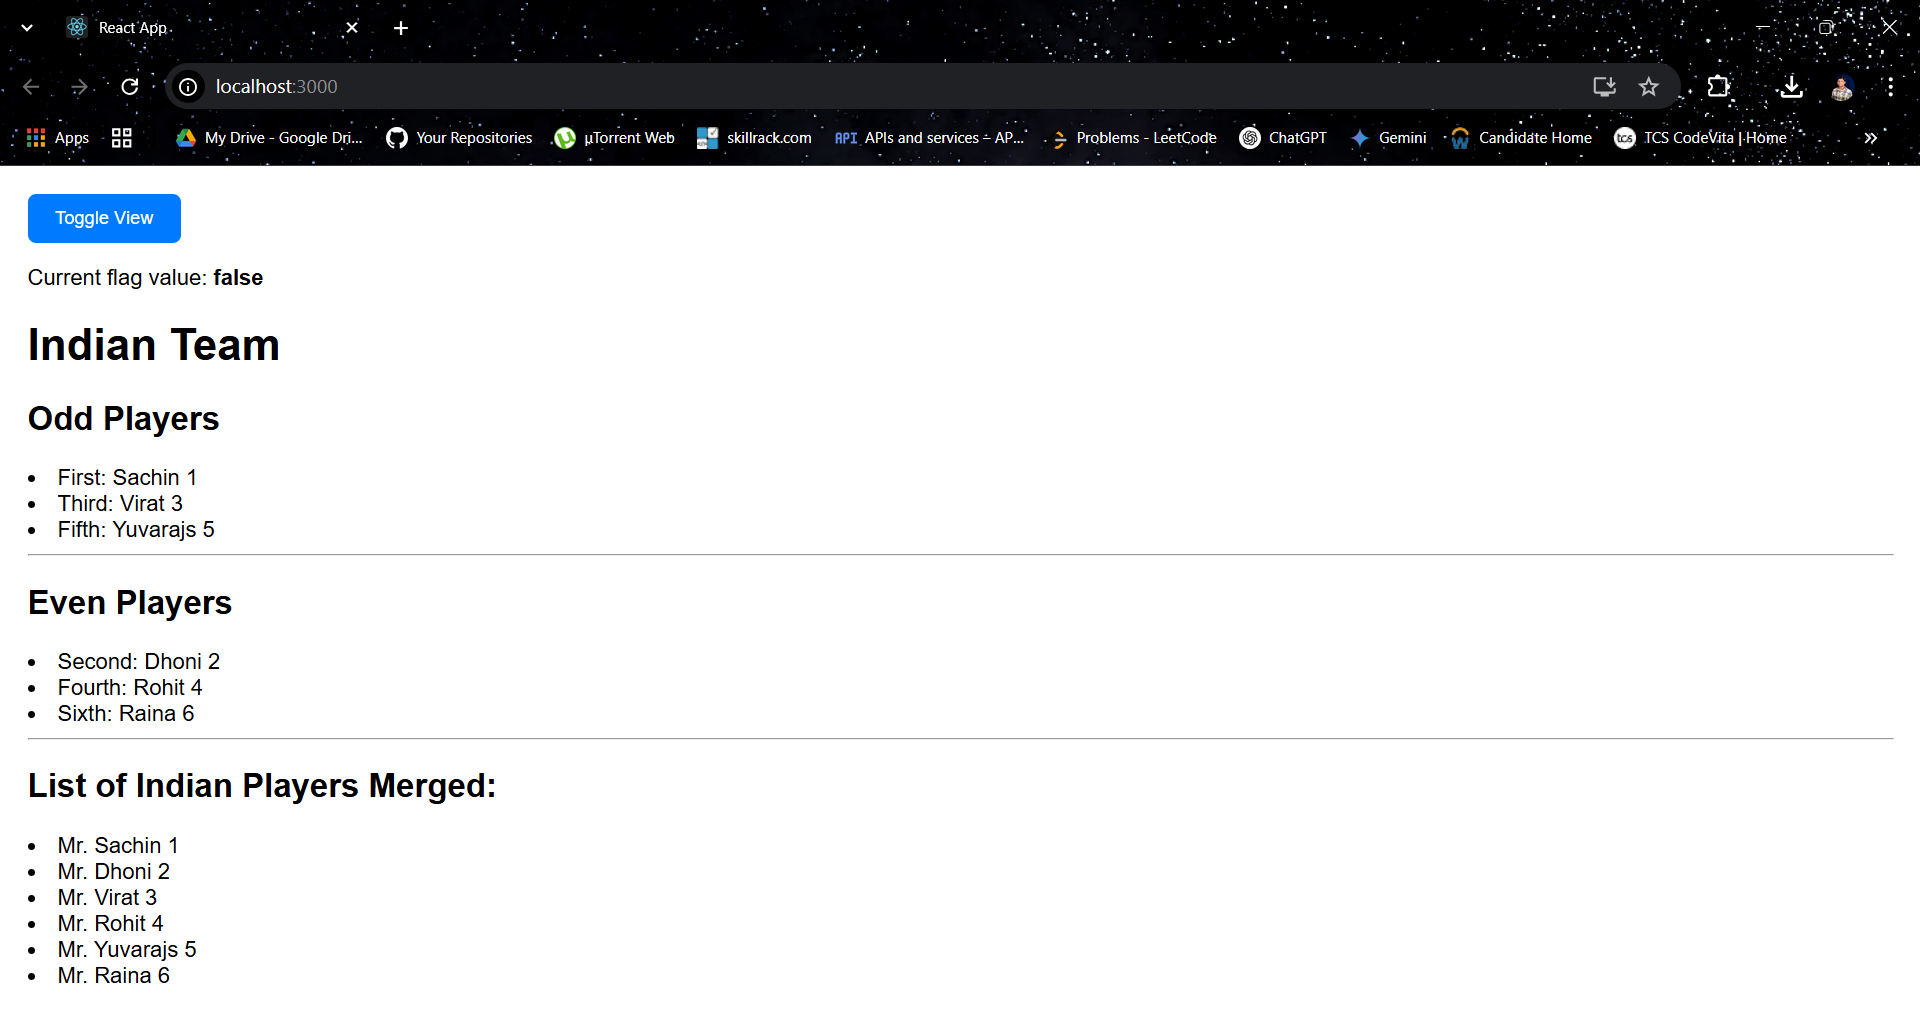 React App
localhost:3000
Apps My Drive - Google Dri... Your Repositories µTorrent Web skillrack.com API APIs and services – AP... Problems - LeetCode ChatGPT Gemini Candidate Home tcs TCS CodeVita | Home
Toggle View
Current flag value: false
Indian Team
Odd Players
First: Sachin 1
Third: Virat 3
Fifth: Yuvarajs 5
Even Players
Second: Dhoni 2
Fourth: Rohit 4
Sixth: Raina 6
List of Indian Players Merged:
Mr. Sachin 1
Mr. Dhoni 2
Mr. Virat 3
Mr. Rohit 4
Mr. Yuvarajs 5
Mr. Raina 6